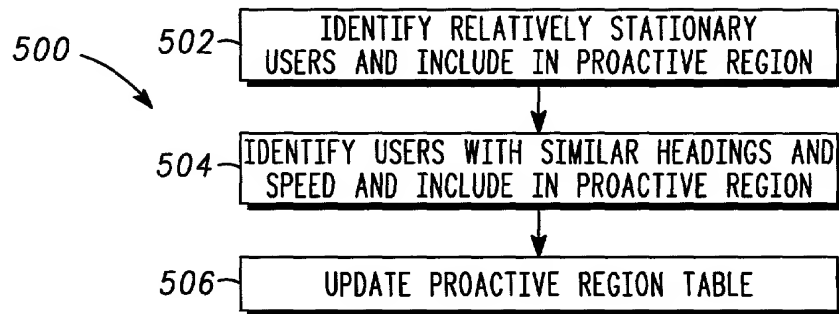 500
502
IDENTIFY RELATIVELY STATIONARY
USERS AND INCLUDE IN PROACTIVE REGION
504
IDENTIFY USERS WITH SIMILAR HEADINGS AND
SPEED AND INCLUDE IN PROACTIVE REGION
506
UPDATE PROACTIVE REGION TABLE